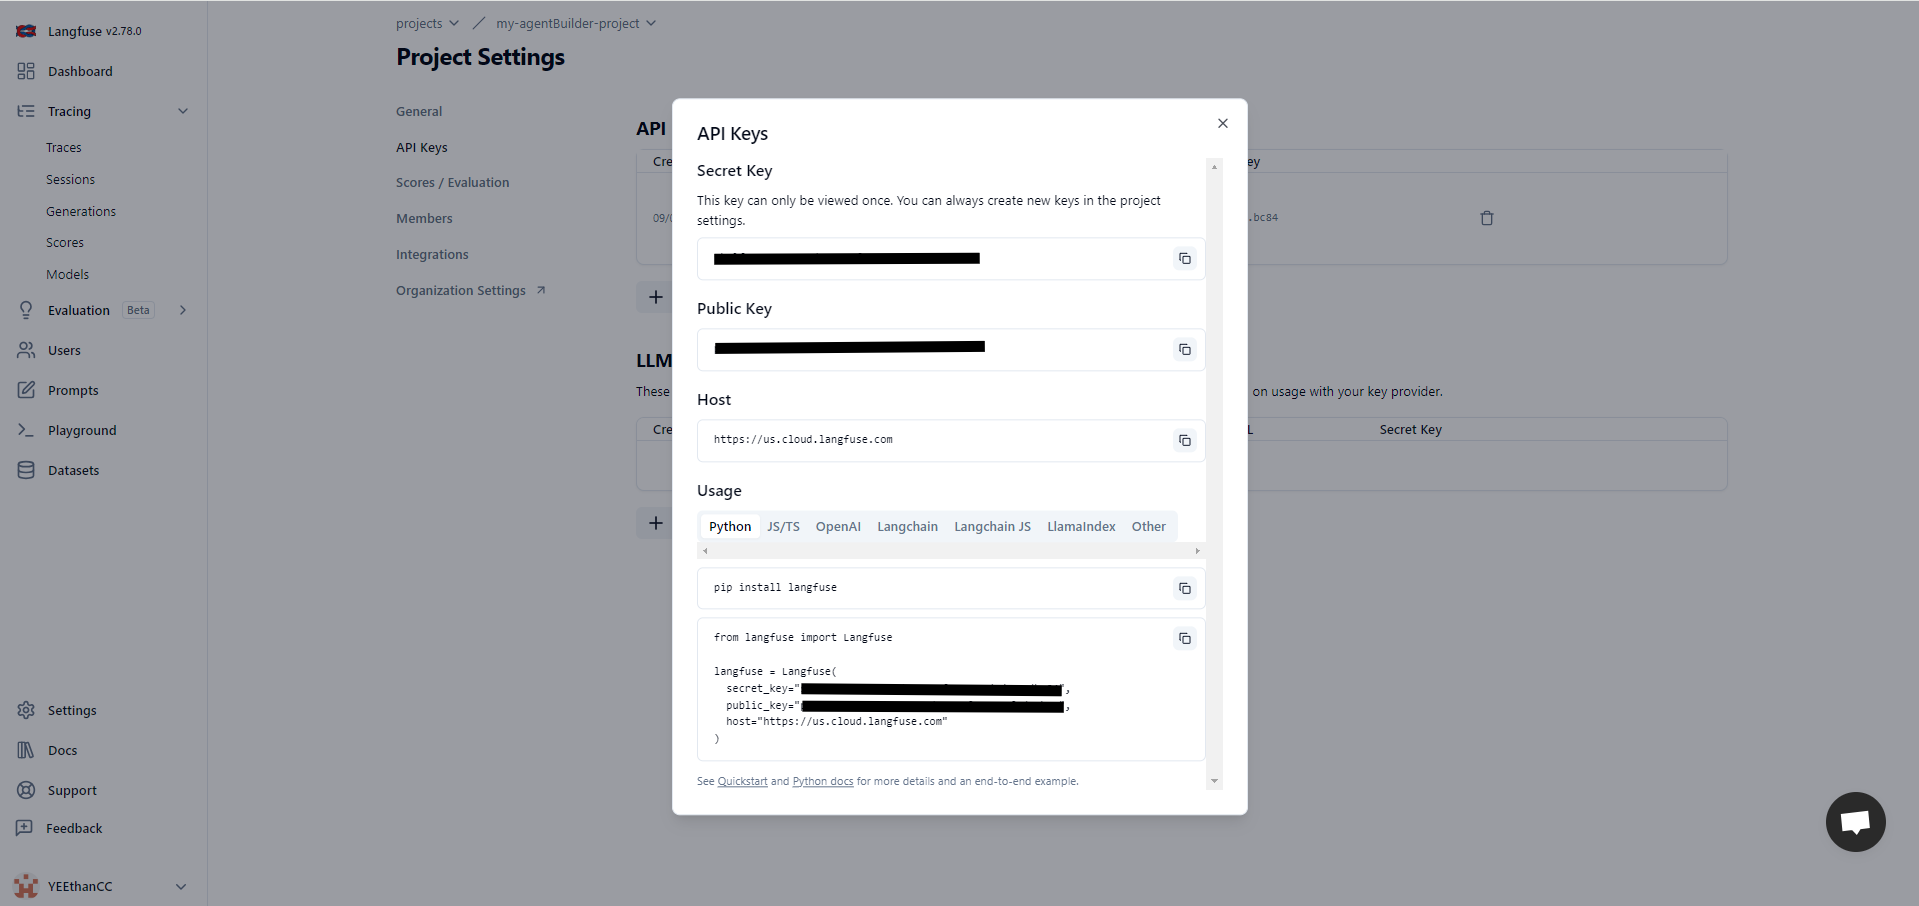 Langfuse v2.78.0
Dashboard
Tracing
Traces
Sessions
Generations
Scores
Models
Evaluation Beta
Users
Prompts
Playground
Datasets
Settings
Docs
Support
Feedback
YEEthanCC
projects / my-agentBuilder-project
Project Settings
General
API Keys
Scores / Evaluation
Members
Integrations
Organization Settings
API
Cre
ey
09/
.bc84
LLM
These
on usage with your key provider.
Cre
L
Secret Key
API Keys
Secret Key
This key can only be viewed once. You can always create new keys in the project
settings.
Public Key
Host
https://us.cloud.langfuse.com
Usage
Python JS/TS OpenAI Langchain Langchain JS LlamaIndex Other
pip install langfuse
from langfuse import Langfuse
langfuse = Langfuse(
secret_key="",
public_key="",
host="https://us.cloud.langfuse.com"
)
See Quickstart and Python docs for more details and an end-to-end example.